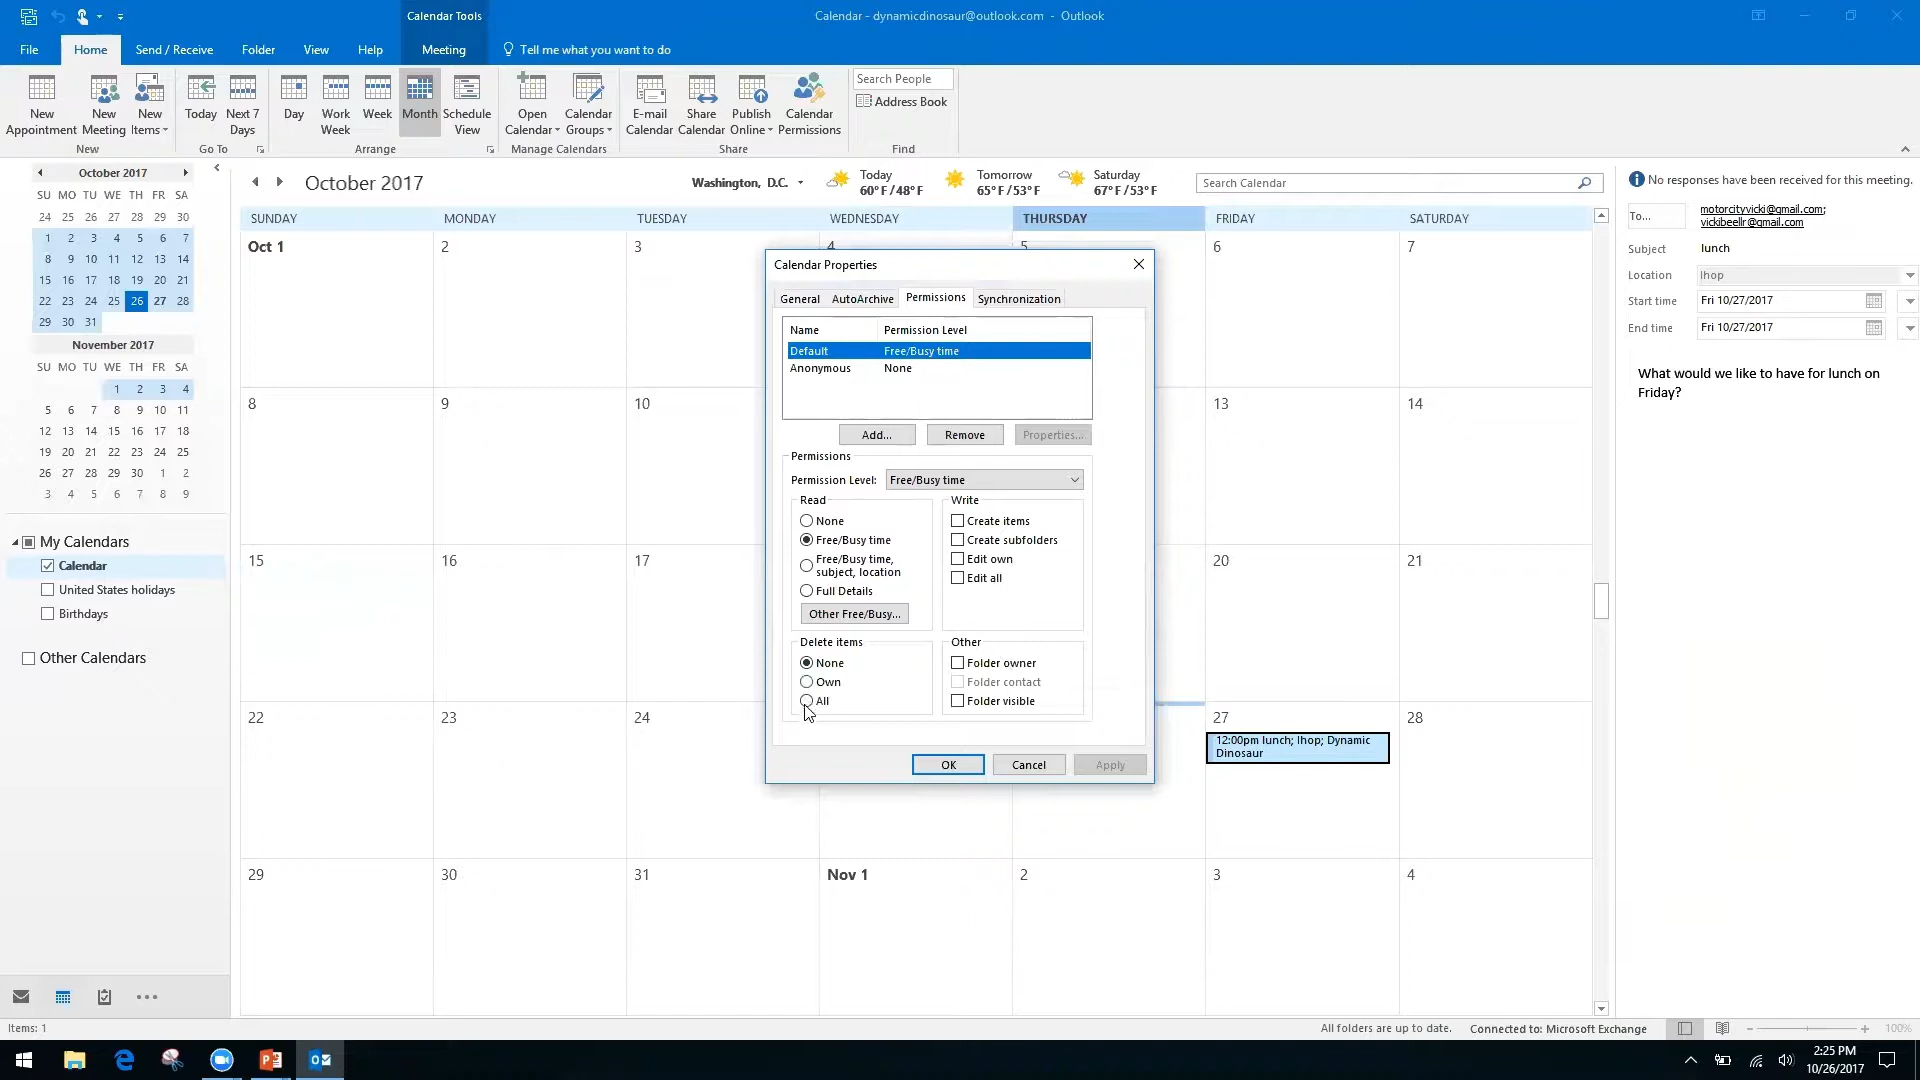 Calendar Tools
Calendar - dynamicdinosaur@outlook.com - Outlook
File
Home
Send / Receive
Folder
View
Help
Meeting
Tell me what you want to do
New Appointment
New Meeting
New Items
New
Today
Next 7 Days
Go To
Day
Work Week
Week
Month
Schedule View
Arrange
Open Calendar
Calendar Groups
Manage Calendars
E-mail Calendar
Share Calendar
Publish Online
Calendar Permissions
Share
Search People
Address Book
Find
October 2017
SU MO TU WE TH FR SA
24 25 26 27 28 29 30
1 2 3 4 5 6 7
8 9 10 11 12 13 14
15 16 17 18 19 20 21
22 23 24 25 26 27 28
29 30 31
November 2017
SU MO TU WE TH FR SA
1 2 3 4
5 6 7 8 9 10 11
12 13 14 15 16 17 18
19 20 21 22 23 24 25
26 27 28 29 30 1 2
3 4 5 6 7 8 9
My Calendars
Calendar
United States holidays
Birthdays
Other Calendars
Items: 1
October 2017
Washington, D.C.
Today
60°F/48°F
Tomorrow
65°F/53°F
Saturday
67°F/53°F
Search Calendar
SUNDAY MONDAY TUESDAY WEDNESDAY THURSDAY FRIDAY SATURDAY
Oct 1 2 3 4 5 6 7
8 9 10 13 14
15 16 17 20 21
22 23 24 27 28
12:00pm lunch; Ihop; Dynamic
Dinosaur
29 30 31 Nov 1 2 3 4
Calendar Properties
General
AutoArchive
Permissions
Synchronization
Name Permission Level
Default Free/Busy time
Anonymous None
Add...
Remove
Properties...
Permissions
Permission Level: Free/Busy time
Read
None
Free/Busy time
Free/Busy time,
subject, location
Full Details
Other Free/Busy...
Write
Create items
Create subfolders
Edit own
Edit all
Delete items
None
Own
All
Other
Folder owner
Folder contact
Folder visible
OK
Cancel
Apply
No responses have been received for this meeting.
To... motorcityvicki@gmail.com;
vickibeellr@gmail.com
Subject lunch
Location Ihop
Start time Fri 10/27/2017
End time Fri 10/27/2017
What would we like to have for lunch on
Friday?
All folders are up to date.
Connected to: Microsoft Exchange
100%
2:25 PM
10/26/2017